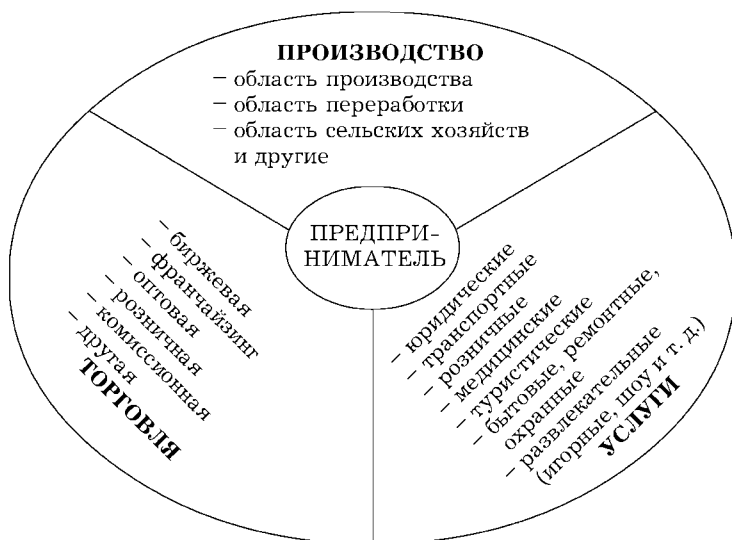 ПРОИЗВОДСТВО
– область производства
– область переработки
– область сельских хозяйств
и другие
ПРЕДПРИ-
НИМАТЕЛЬ
– биржевая
– франчайзинг
– оптовая
– розничная
– комиссионная
– другая
ТОРГОВЛЯ
– юридические
– транспортные
– розничные
– медицинские
– туристические
– бытовые, ремонтные,
охранные
– развлекательные
(игорные, шоу и т. д.)
УСЛУГИ